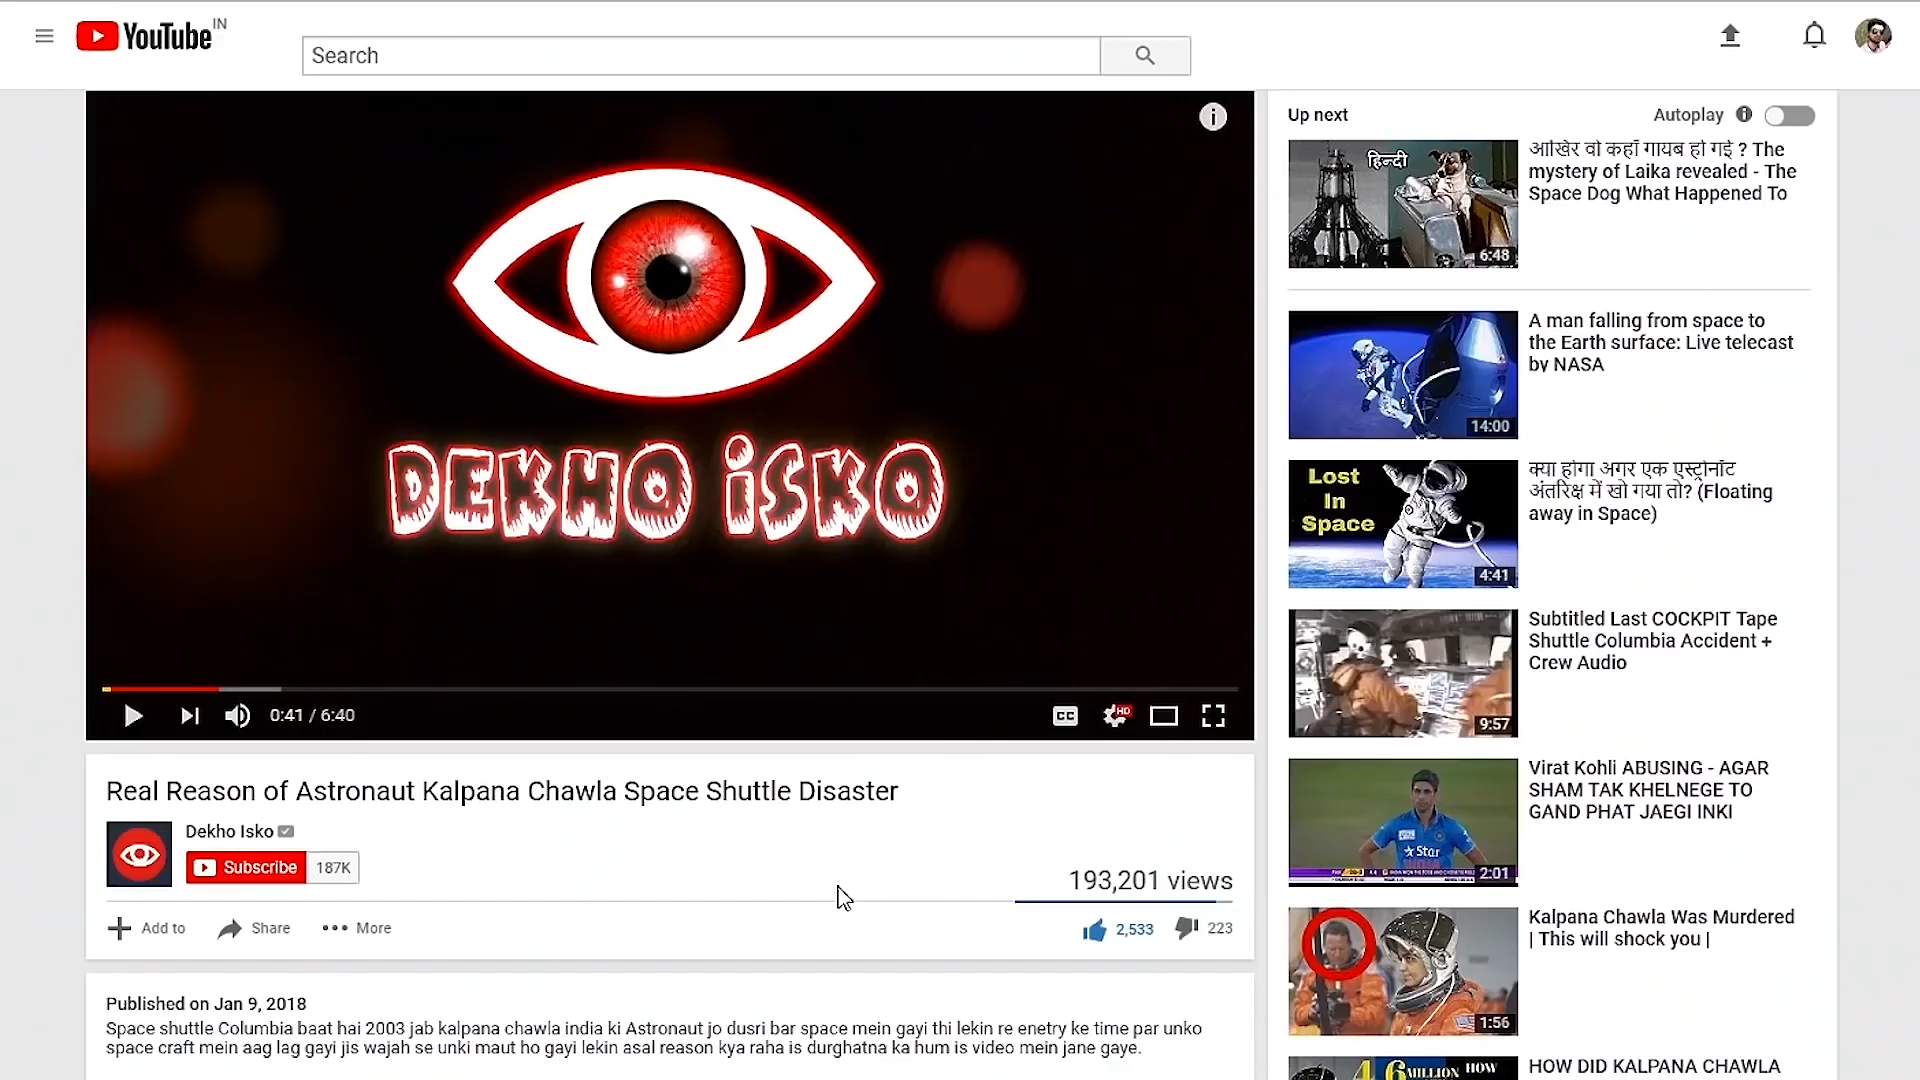 YouTube IN
Search
DEKHO iSKO
0:41 / 6:40
CC
HD
Real Reason of Astronaut Kalpana Chawla Space Shuttle Disaster
Dekho Isko
Subscribe 187K
193,201 views
Add to Share More
2,533 223
Published on Jan 9, 2018
Space shuttle Columbia baat hai 2003 jab kalpana chawla india ki Astronaut jo dusri bar space mein gayi thi lekin re enetry ke time par unko
space craft mein aag lag gayi jis wajah se unki maut ho gayi lekin asal reason kya raha is durghatna ka hum is video mein jane gaye.
Up next Autoplay
हिन्दी
6:48
आखिर वो कहाँ गायब हो गई ? The
mystery of Laika revealed - The
Space Dog What Happened To
14:00
A man falling from space to
the Earth surface: Live telecast
by NASA
Lost
In
Space
4:41
क्या होगा अगर एक एस्ट्रोनॉट
अंतरिक्ष में खो गया तो? (Floating
away in Space)
9:57
Subtitled Last COCKPIT Tape
Shuttle Columbia Accident +
Crew Audio
Star
INDIA
2:01
Virat Kohli ABUSING - AGAR
SHAM TAK KHELNEGE TO
GAND PHAT JAEGI INKI
1:56
Kalpana Chawla Was Murdered
| This will shock you |
4.6 MILLION HOW
HOW DID KALPANA CHAWLA